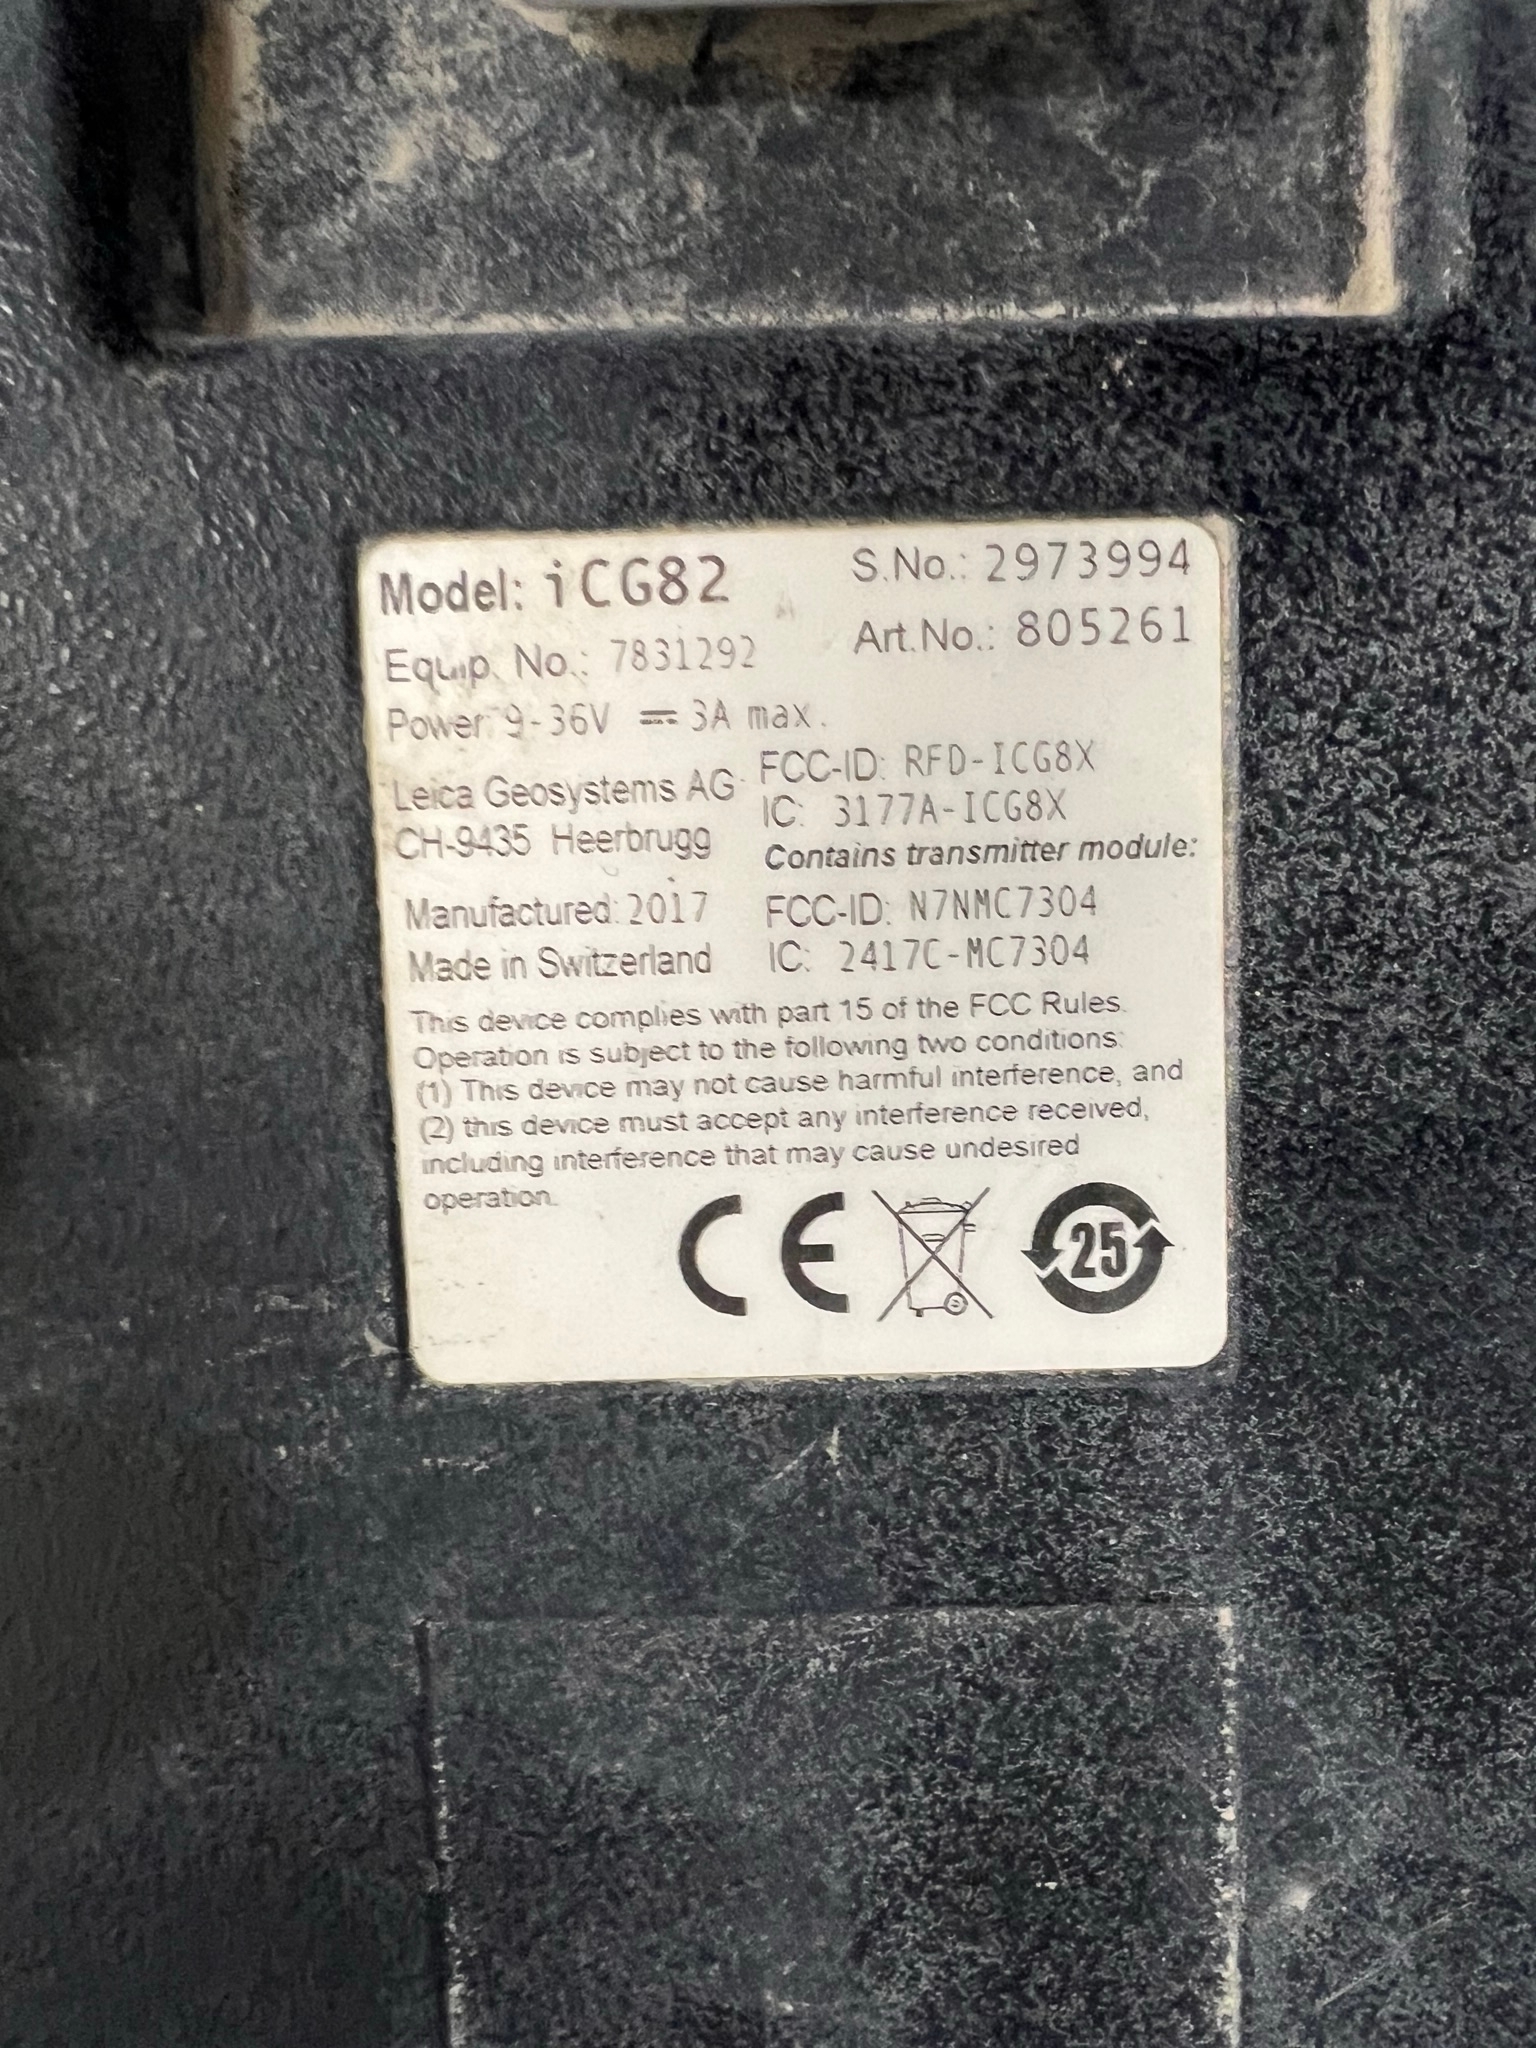 Model: iCG82
S.No.: 2973994
Equip. No.: 7831292
Art.No.: 805261
Power: 9-36V ⎓ 3A max.
Leica Geosystems AG
CH-9435 Heerbrugg
FCC-ID: RFD-ICG8X
IC: 3177A-ICG8X
Contains transmitter module:
Manufactured: 2017
FCC-ID: N7NMC7304
Made in Switzerland
IC: 2417C-MC7304
This device complies with part 15 of the FCC Rules.
Operation is subject to the following two conditions:
(1) This device may not cause harmful interference, and
(2) this device must accept any interference received,
including interference that may cause undesired
operation.
CE
25